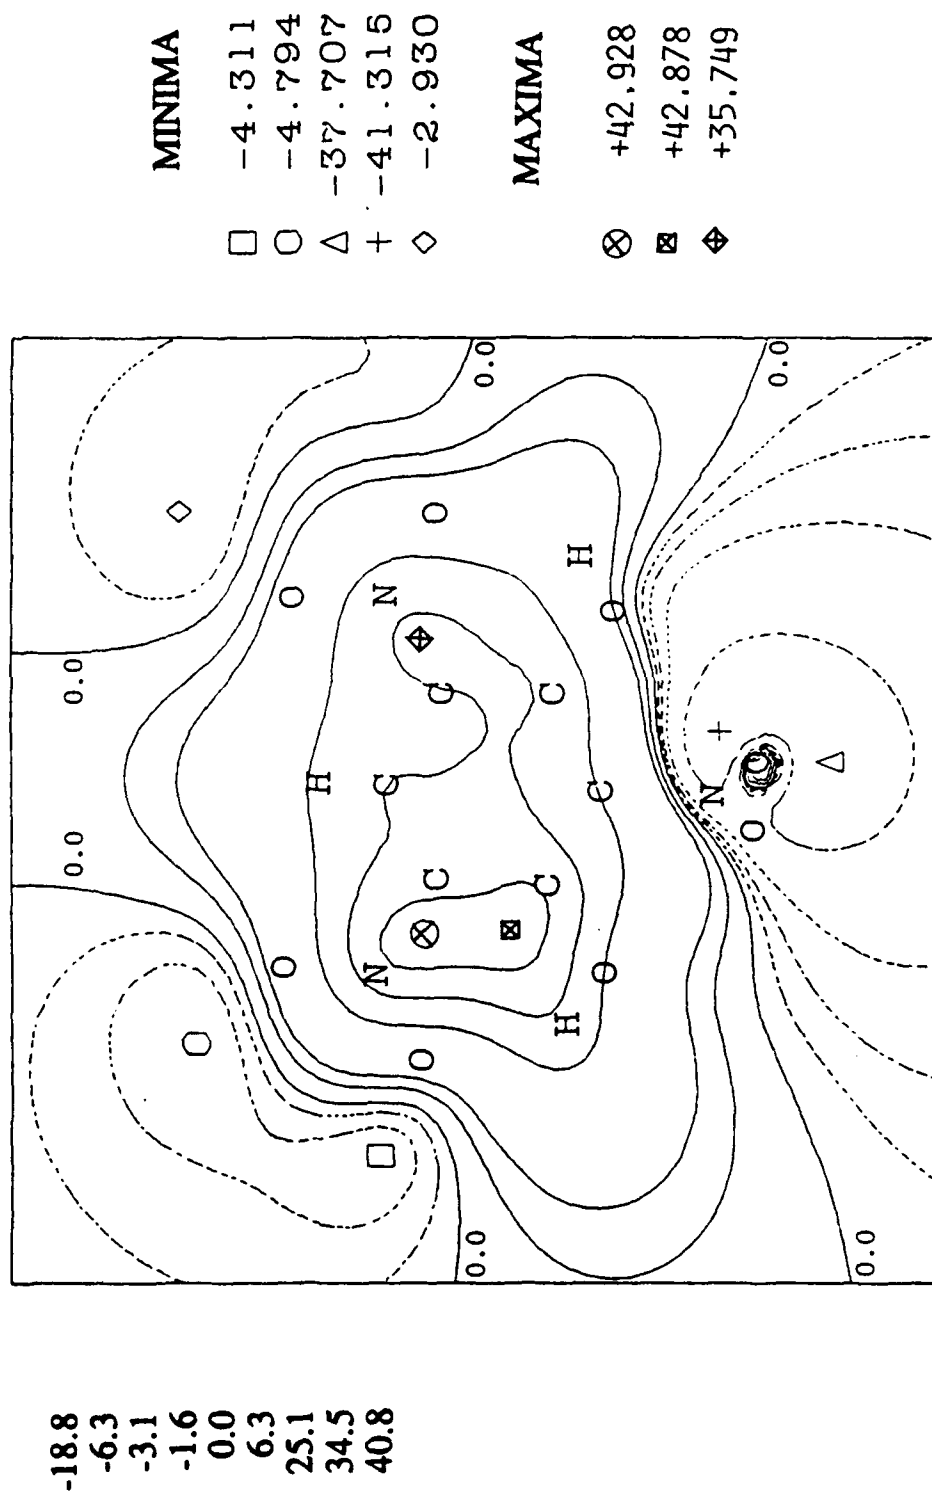 -18.8
-6.3
-3.1
-1.6
0.0
6.3
25.1
34.5
40.8
0.0 0.0
O O
H
N C N
O C C O
0.0 0.0
C C
H H
O C O
N
O
0.0
0.0
MINIMA
-4.311
-4.794
-37.707
-41.315
-2.930
MAXIMA
+42.928
+42.878
+35.749